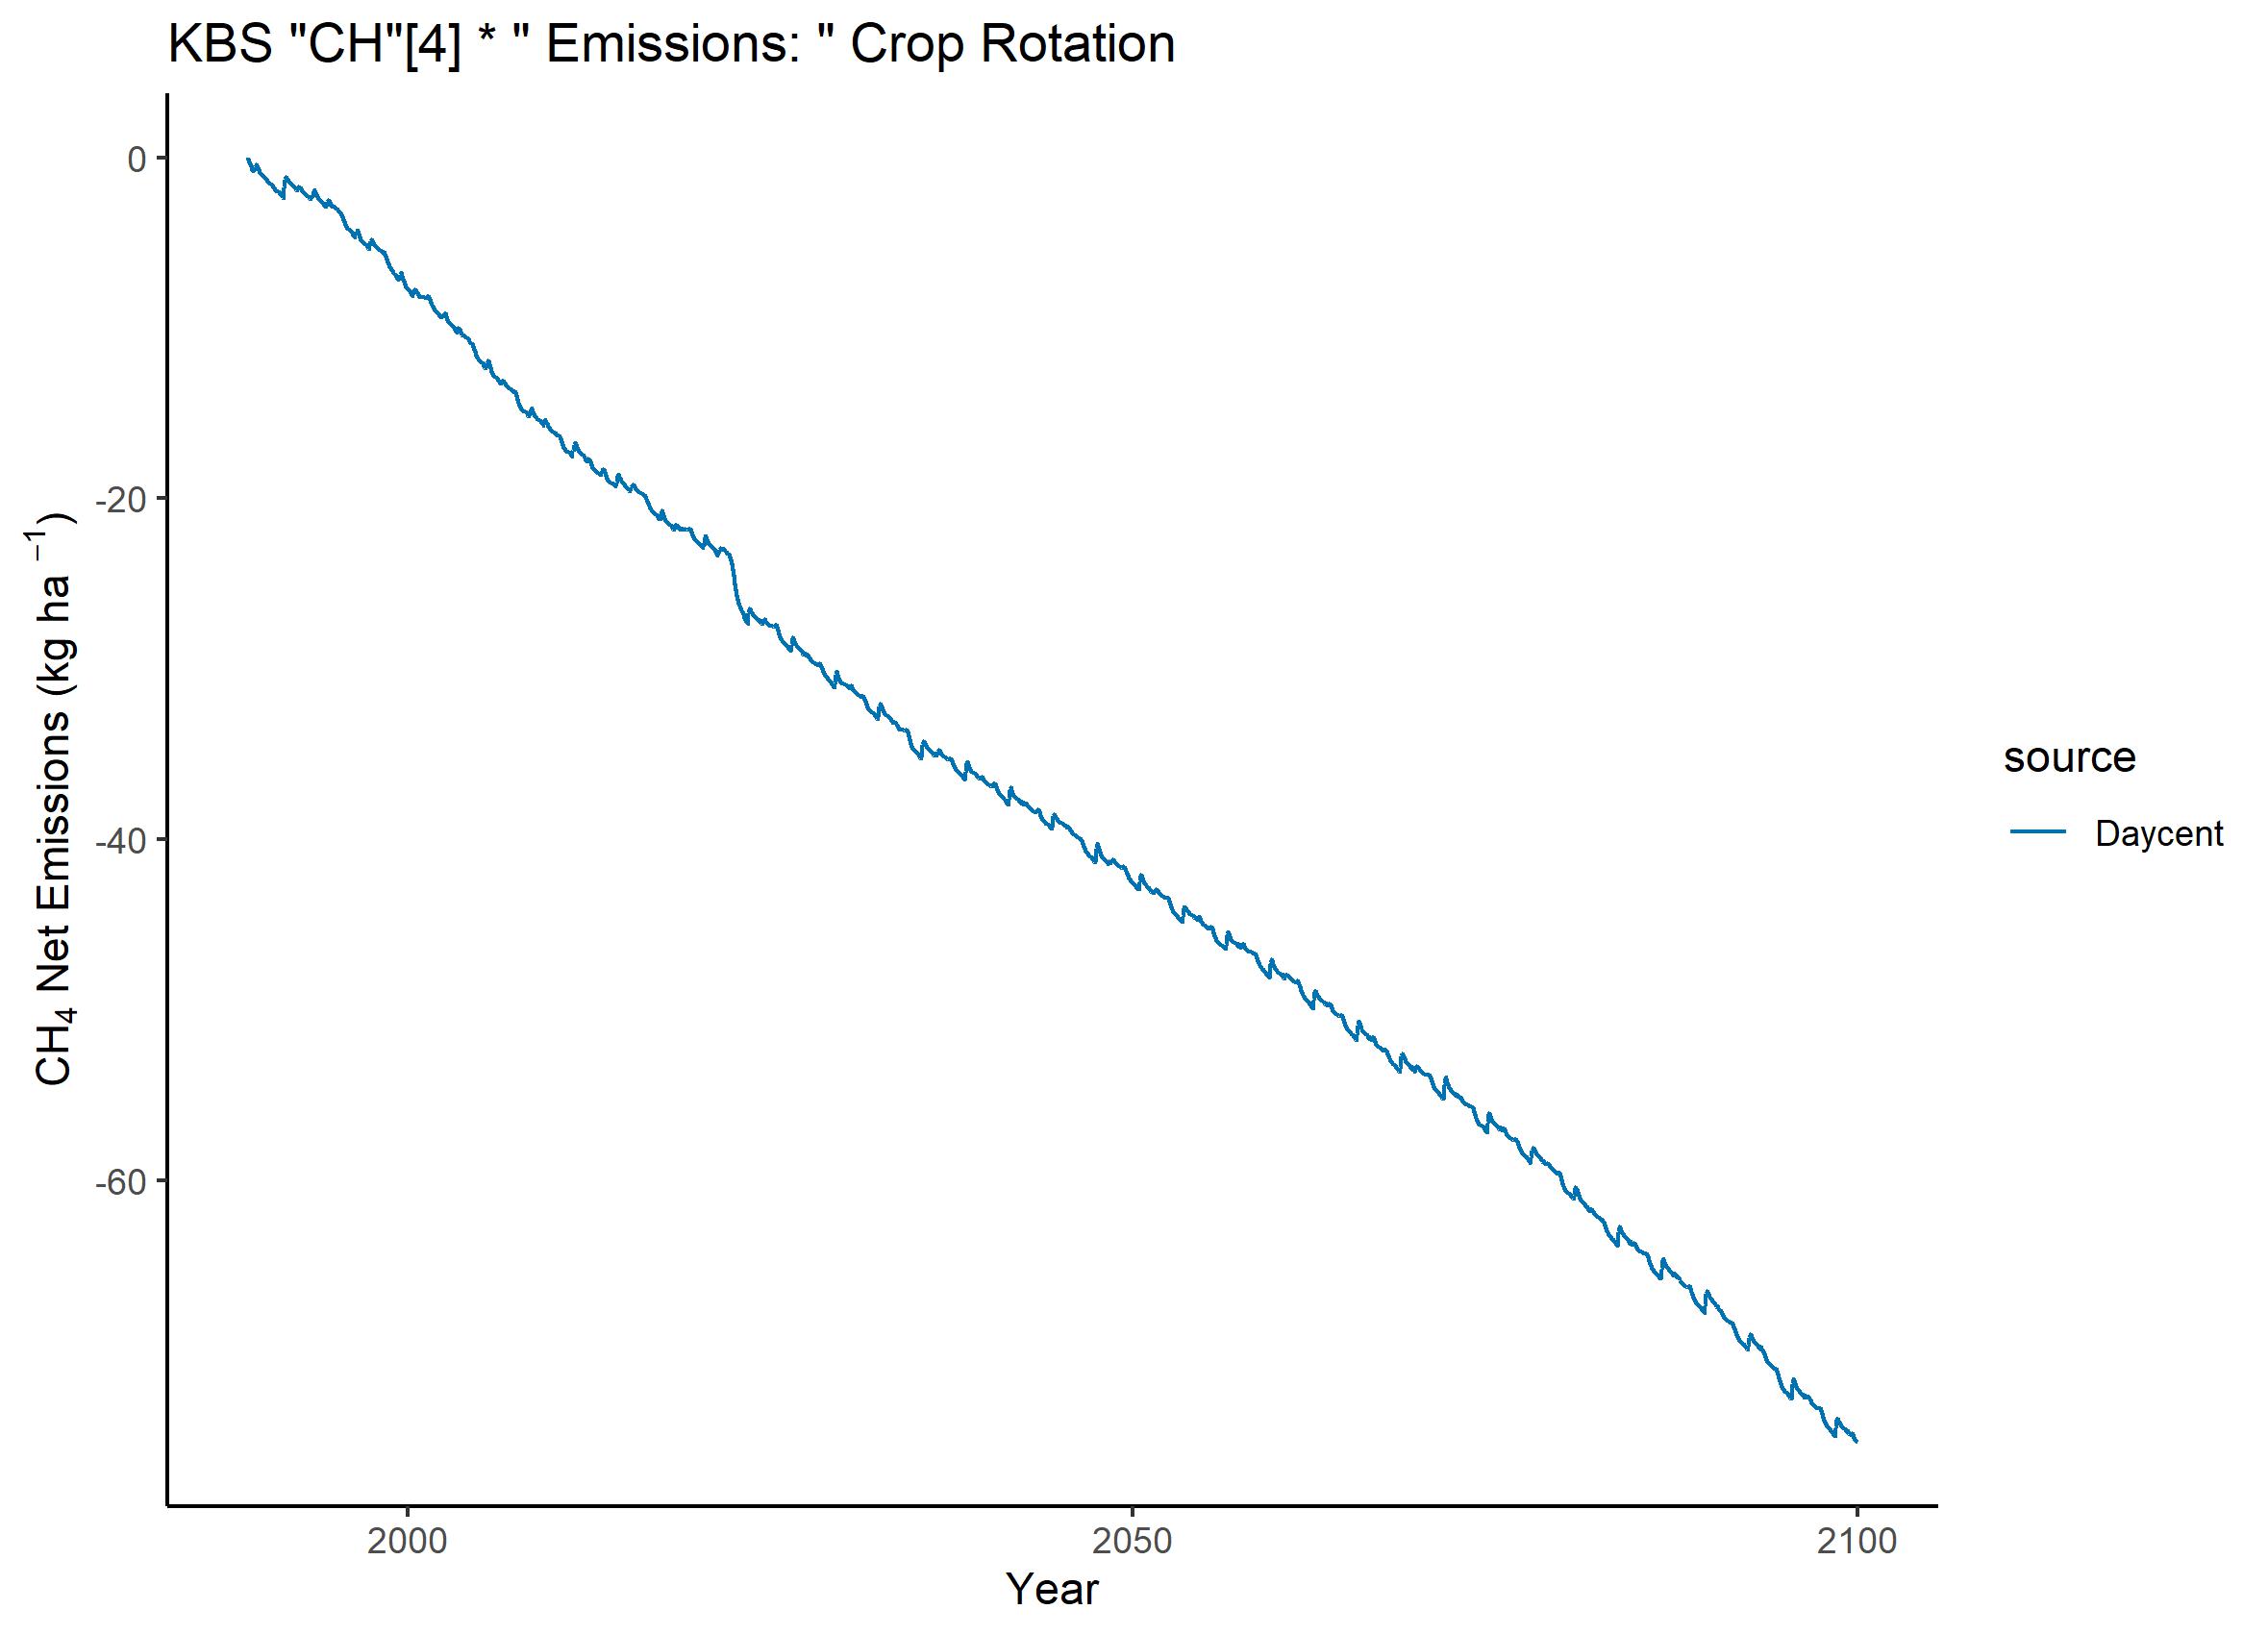 KBS "CH"[4] * " Emissions: " Crop Rotation
0
-20
-40
-60
CH₄ Net Emissions (kg ha ⁻¹)
2000
2050
2100
Year
source
Daycent